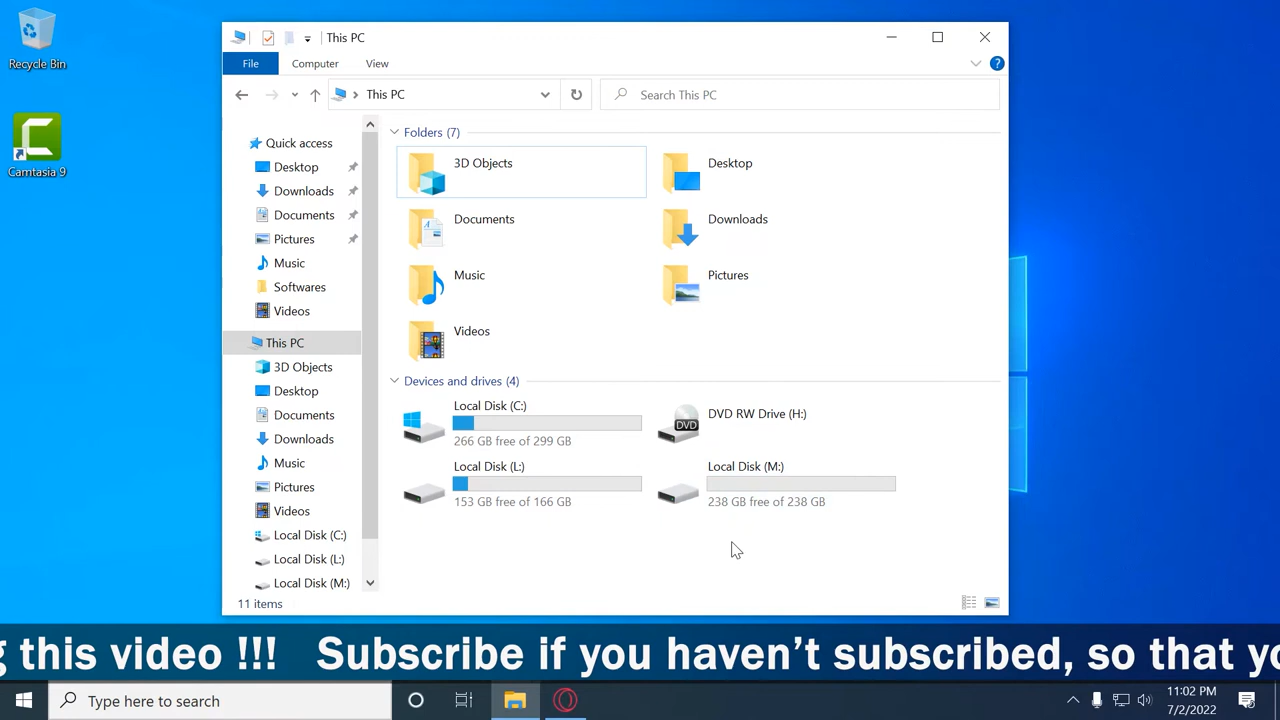 Recycle Bin
Camtasia 9
This PC
File
Computer
View
This PC
Search This PC
Quick access
Desktop
Downloads
Documents
Pictures
Music
Softwares
Videos
This PC
3D Objects
Desktop
Documents
Downloads
Music
Pictures
Videos
Local Disk (C:)
Local Disk (L:)
Local Disk (M:)
Folders (7)
3D Objects
Desktop
Documents
Downloads
Music
Pictures
Videos
Devices and drives (4)
Local Disk (C:)
266 GB free of 299 GB
DVD RW Drive (H:)
DVD
Local Disk (L:)
153 GB free of 166 GB
Local Disk (M:)
238 GB free of 238 GB
11 items
g this video !!! Subscribe if you haven't subscribed, so that yo
Type here to search
11:02 PM
7/2/2022